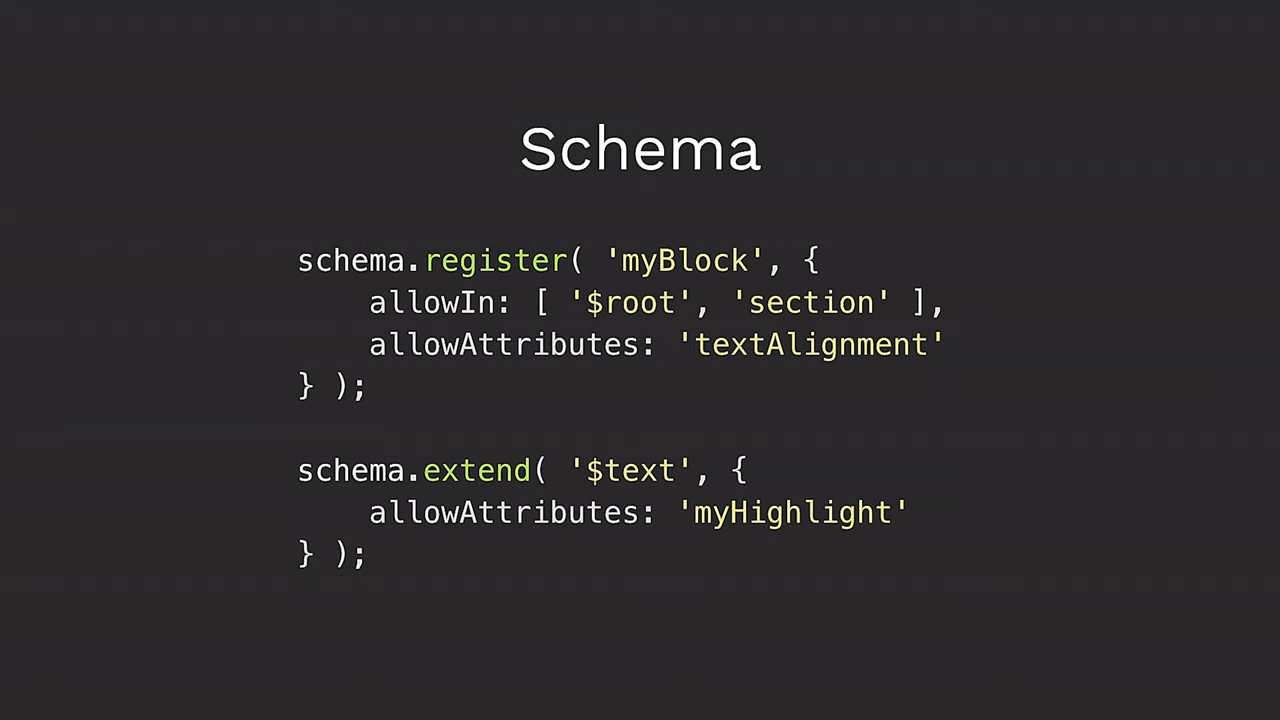 Schema
schema.register( 'myBlock', {
    allowIn: [ '$root', 'section' ],
    allowAttributes: 'textAlignment'
} );
schema.extend( '$text', {
    allowAttributes: 'myHighlight'
} );